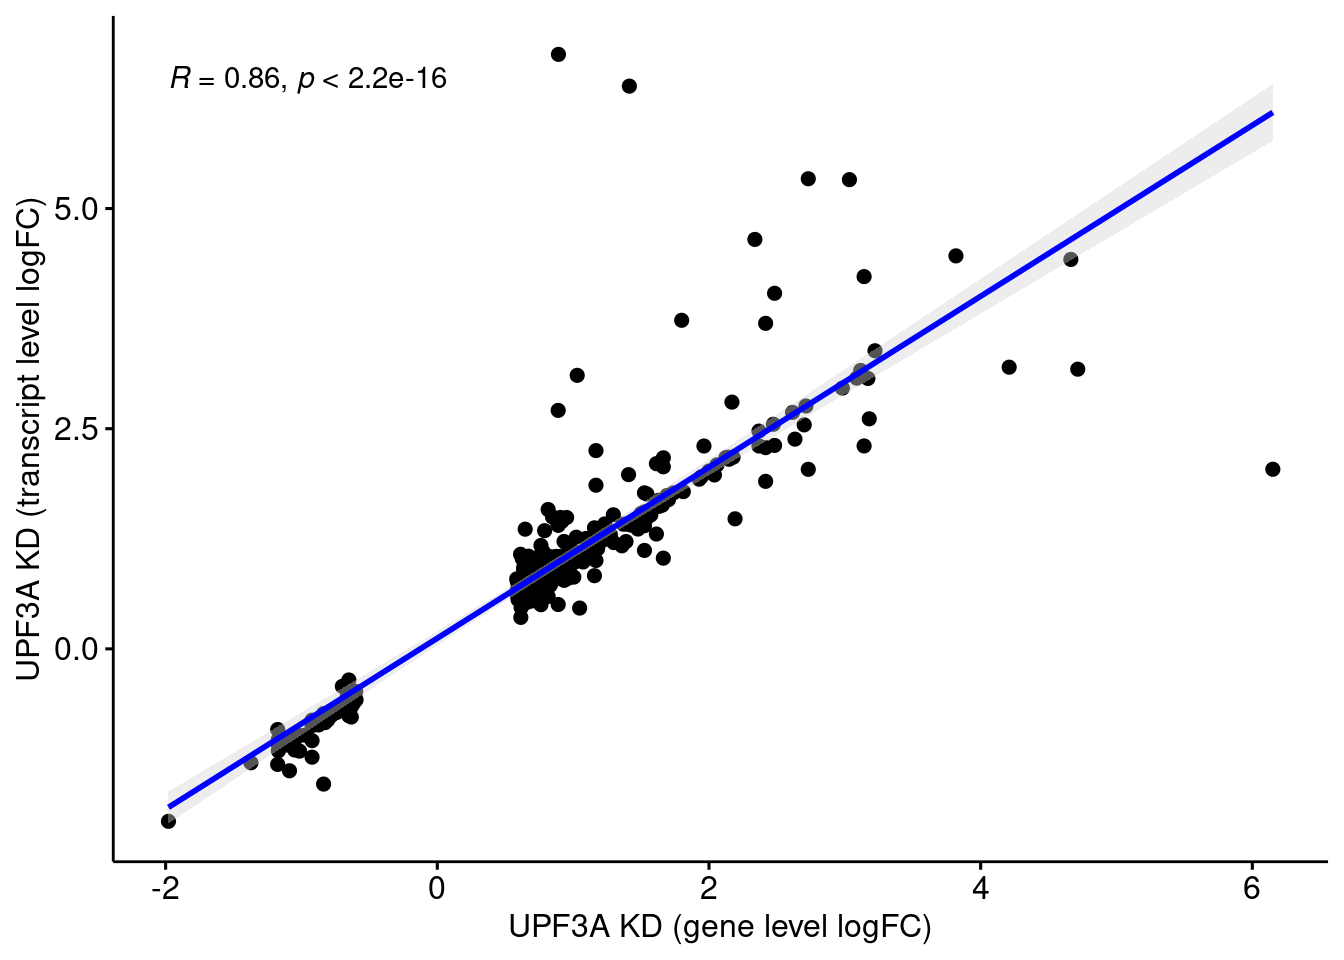 R = 0.86, p < 2.2e-16
UPF3A KD (transcript level logFC)
5.0
2.5
0.0
-2 0 2 4 6
UPF3A KD (gene level logFC)